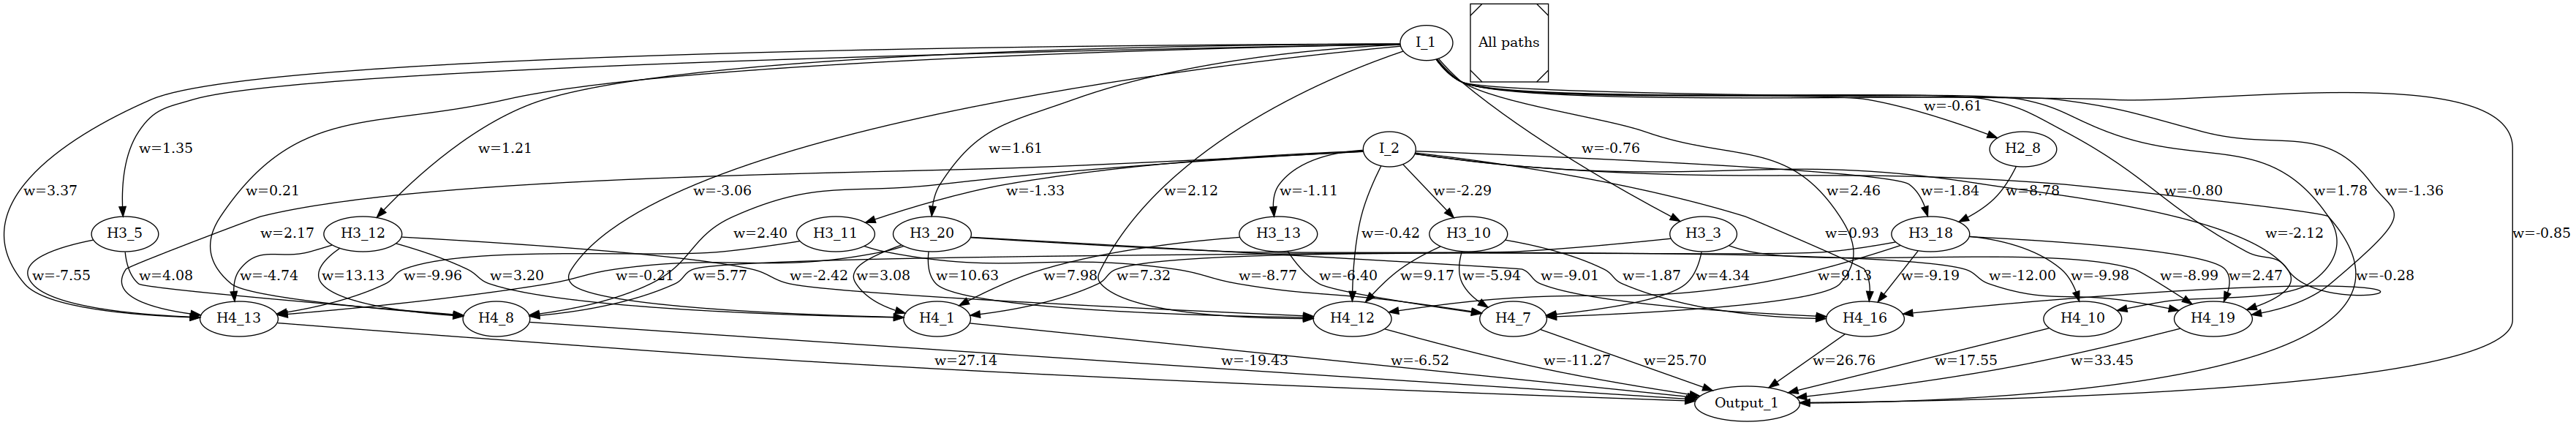 I_1
All paths
w=-0.61
w=1.35
w=1.21
w=1.61
I_2
w=-0.76
H2_8
w=3.37
w=0.21
w=-3.06
w=-1.33
w=2.12
w=-1.11
w=-2.29
w=2.46
w=-1.84
w=8.78
w=-0.80
w=1.78
w=-1.36
H3_5
w=2.17
H3_12
w=2.40
H3_11
H3_20
H3_13
w=-0.42
H3_10
H3_3
w=0.93
H3_18
w=-2.12
w=-0.85
w=-7.55
w=4.08
w=-4.74
w=13.13
w=-9.96
w=3.20
w=-0.21
w=5.77
w=-2.42
w=3.08
w=10.63
w=7.98
w=7.32
w=-8.77
w=-6.40
w=9.17
w=-5.94
w=-9.01
w=-1.87
w=4.34
w=9.13
w=-9.19
w=-12.00
w=-9.98
w=-8.99
w=2.47
w=-0.28
H4_13
H4_8
H4_1
H4_12
H4_7
H4_16
H4_10
H4_19
w=27.14
w=-19.43
w=-6.52
w=-11.27
w=25.70
w=26.76
w=17.55
w=33.45
Output_1